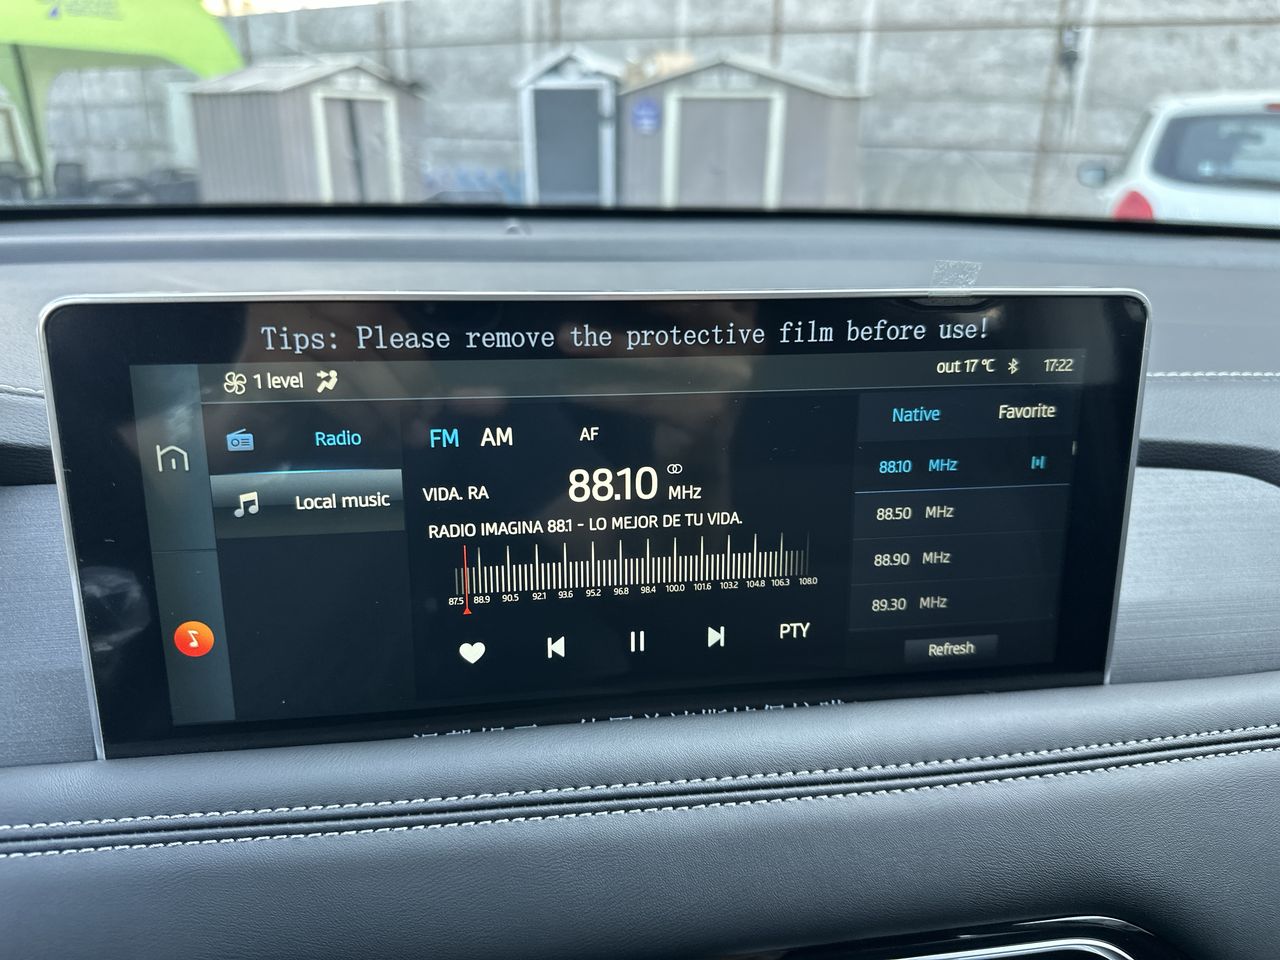 Tips: Please remove the protective film before use!
1 level
out 17 ℃
17:22
Radio
Local music
FM AM AF
VIDA. RA
88.10 MHz
RADIO IMAGINA 88.1 - LO MEJOR DE TU VIDA.
87.5 88.9 90.5 92.1 93.6 95.2 96.8 98.4 100.0 101.6 103.2 104.8 106.3 108.0
PTY
Native Favorite
88.10 MHz
88.50 MHz
88.90 MHz
89.30 MHz
Refresh